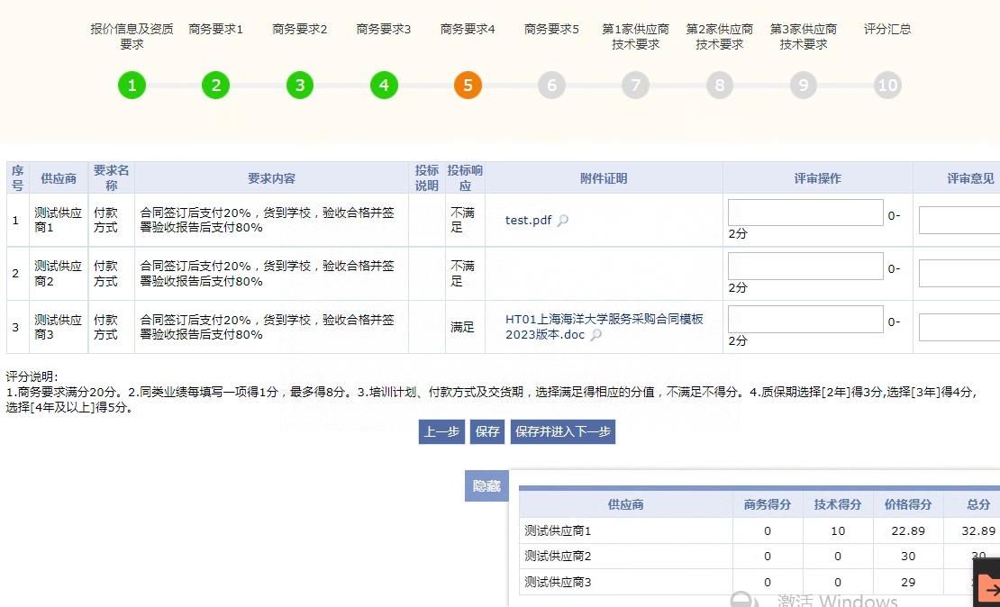 报价信息及资质要求 商务要求1 商务要求2 商务要求3 商务要求4 商务要求5 第1家供应商技术要求 第2家供应商技术要求 第3家供应商技术要求 评分汇总
1 2 3 4 5 6 7 8 9 10
序号 供应商 要求名称 要求内容 投标说明 投标响应 附件证明 评审操作 评审意见
1 测试供应商1 付款方式 合同签订后支付20%，货到学校，验收合格并签署验收报告后支付80% 不满足 test.pdf 0-2分
2 测试供应商2 付款方式 合同签订后支付20%，货到学校，验收合格并签署验收报告后支付80% 不满足 0-2分
3 测试供应商3 付款方式 合同签订后支付20%，货到学校，验收合格并签署验收报告后支付80% 满足 HT01上海海洋大学服务采购合同模板2023版本.doc 0-2分
评分说明:
1.商务要求满分20分。2.同类业绩每填写一项得1分，最多得8分。3.培训计划、付款方式及交货期，选择满足得相应的分值，不满足不得分。4.质保期选择[2年]得3分,选择[3年]得4分,
选择[4年及以上]得5分。
上一步 保存 保存并进入下一步
隐藏
供应商 商务得分 技术得分 价格得分 总分
测试供应商1 0 10 22.89 32.89
测试供应商2 0 0 30 30
测试供应商3 0 0 29
激活 Windows